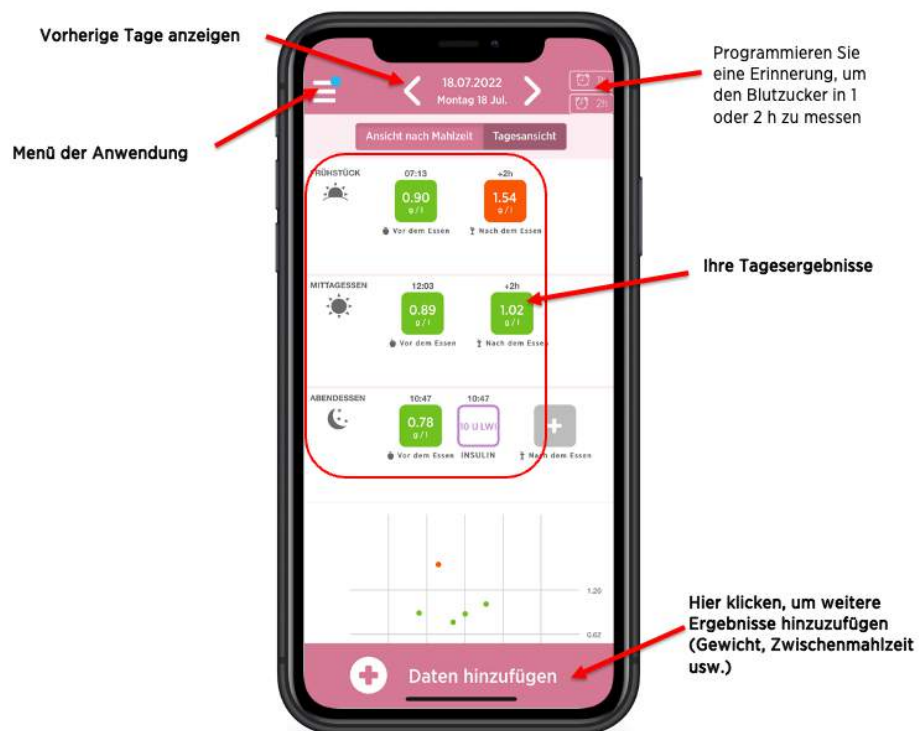 Vorherige Tage anzeigen
Menü der Anwendung
18.07.2022
Montag 18 Jul.
2h
Programmieren Sie
eine Erinnerung, um
den Blutzucker in 1
oder 2 h zu messen
Ansicht nach Mahlzeit Tagesansicht
FRÜHSTÜCK 07:13 +2h
0.90 1.54
g/l g/l
Vor dem Essen Nach dem Essen
Ihre Tagesergebnisse
MITTAGESSEN 12:03 +2h
0.89 1.02
g/l g/l
Vor dem Essen Nach dem Essen
ABENDESSEN 10:47 10:47
0.78 10 U LWI
g/l
Vor dem Essen INSULIN Nach dem Essen
1.20
0.62
Hier klicken, um weitere
Ergebnisse hinzuzufügen
(Gewicht, Zwischenmahlzeit
usw.)
Daten hinzufügen